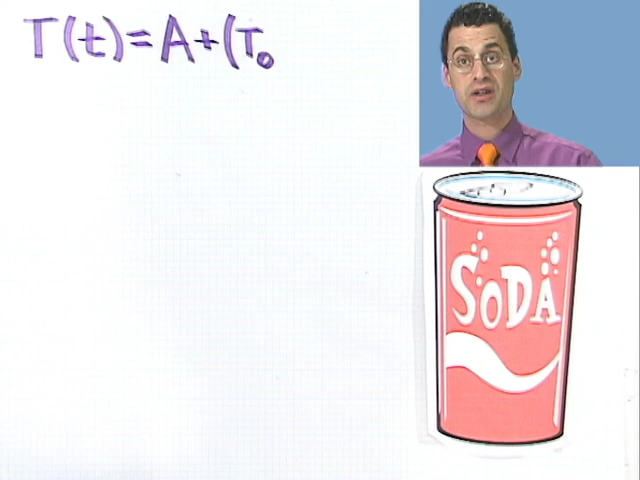 T(t) = A + (T₀
SODA